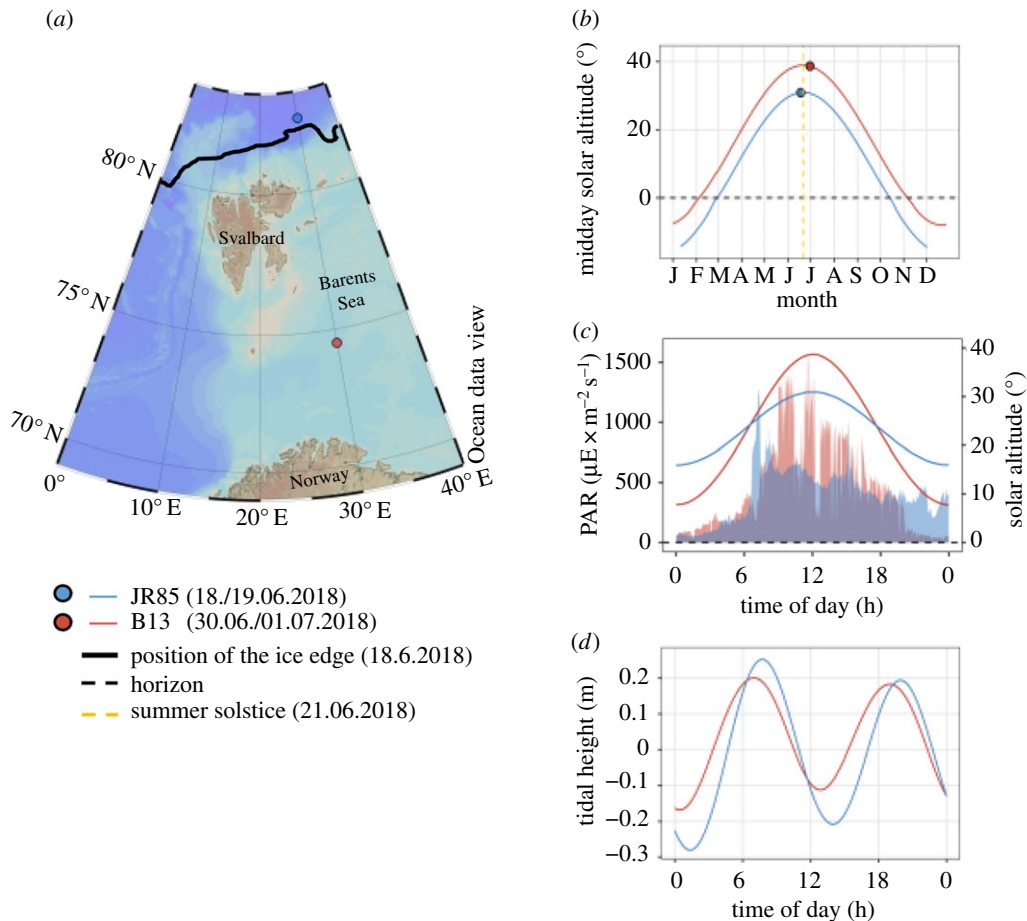 (a)
80° N
75° N
70° N
0°
10° E
20° E
30° E
40° E
Svalbard
Barents
Sea
Norway
Ocean data view
JR85 (18./19.06.2018)
B13 (30.06./01.07.2018)
position of the ice edge (18.6.2018)
horizon
summer solstice (21.06.2018)
(b)
midday solar altitude (°)
40
20
0
J F M A M J J A S O N D
month
(c)
PAR (µE × m⁻² s⁻¹)
1500
1000
500
0
40
30
20
10
0
solar altitude (°)
0 6 12 18 0
time of day (h)
(d)
tidal height (m)
0.2
0.1
0
−0.1
−0.2
−0.3
0 6 12 18 0
time of day (h)